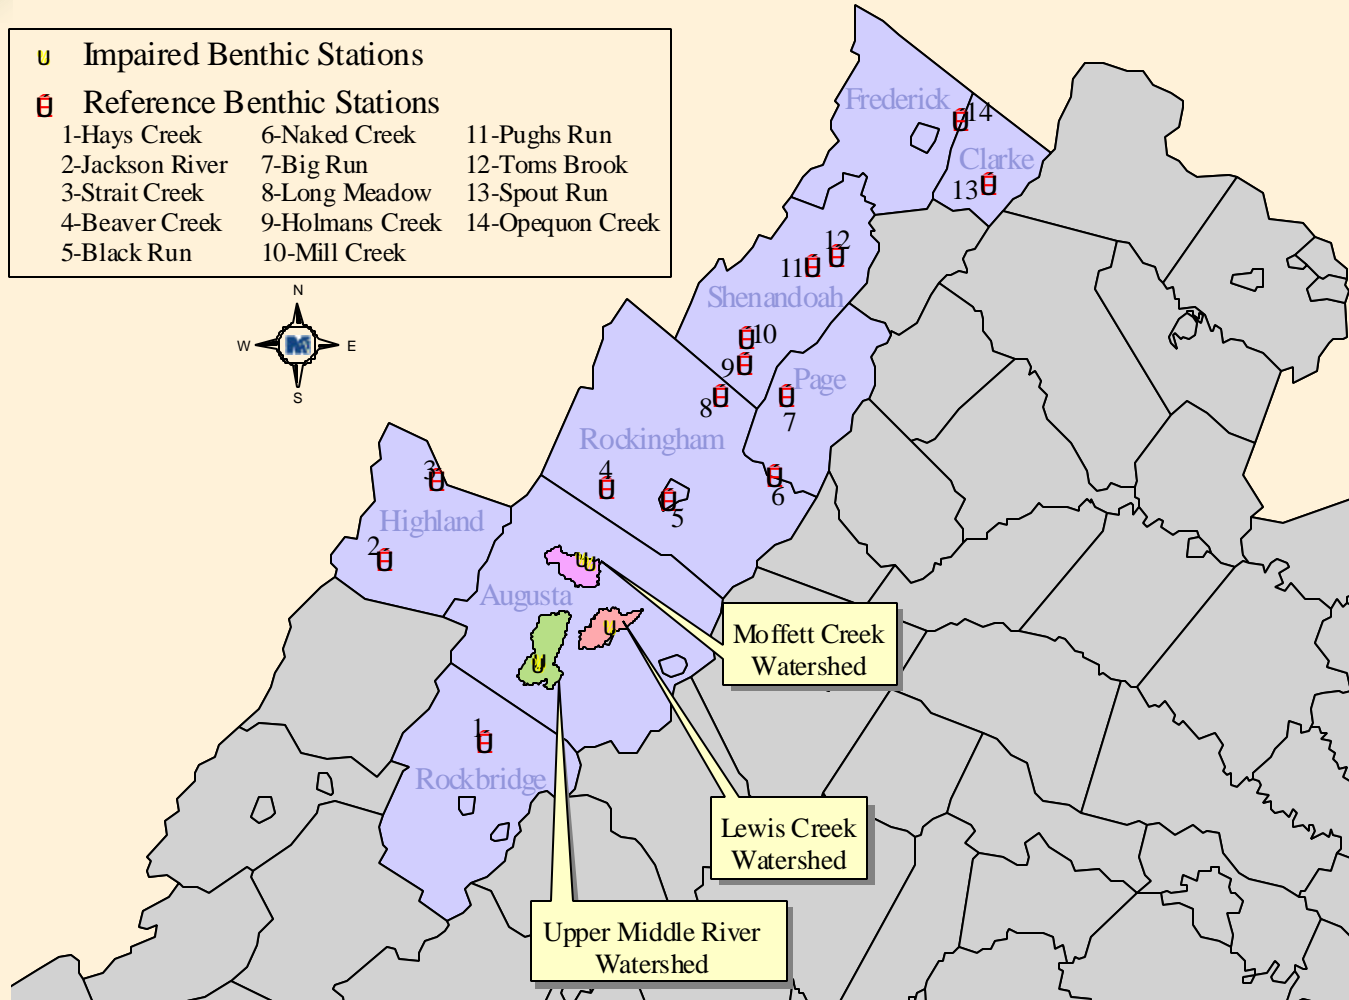 Impaired Benthic Stations
Reference Benthic Stations
1-Hays Creek 6-Naked Creek 11-Pughs Run
2-Jackson River 7-Big Run 12-Toms Brook
3-Strait Creek 8-Long Meadow 13-Spout Run
4-Beaver Creek 9-Holmans Creek 14-Opequon Creek
5-Black Run 10-Mill Creek
N
W E
S
Frederick
14
Clarke
13
12
11
Shenandoah
10
9
Page
8
7
Rockingham
3
4
6
5
Highland
2
Augusta
Moffett Creek
Watershed
1
Rockbridge
Lewis Creek
Watershed
Upper Middle River
Watershed